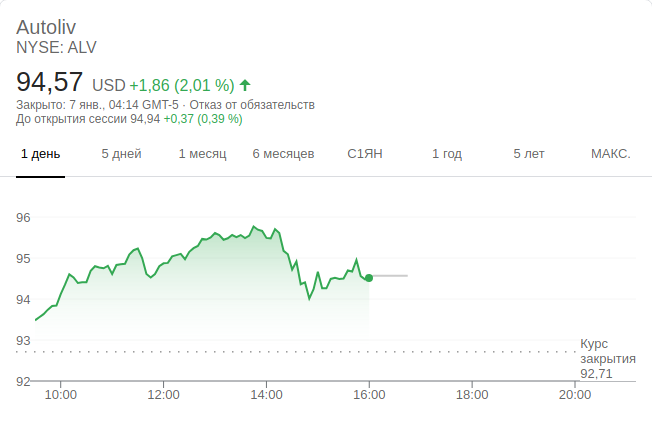 Autoliv
NYSE: ALV
94,57 USD +1,86 (2,01 %)
Закрыто: 7 янв., 04:14 GMT-5 · Отказ от обязательств
До открытия сессии 94,94 +0,37 (0,39 %)
1 день 5 дней 1 месяц 6 месяцев С1ЯН 1 год 5 лет МАКС.
96
95
94
93
Курс
закрытия
92,71
92
10:00 12:00 14:00 16:00 18:00 20:00